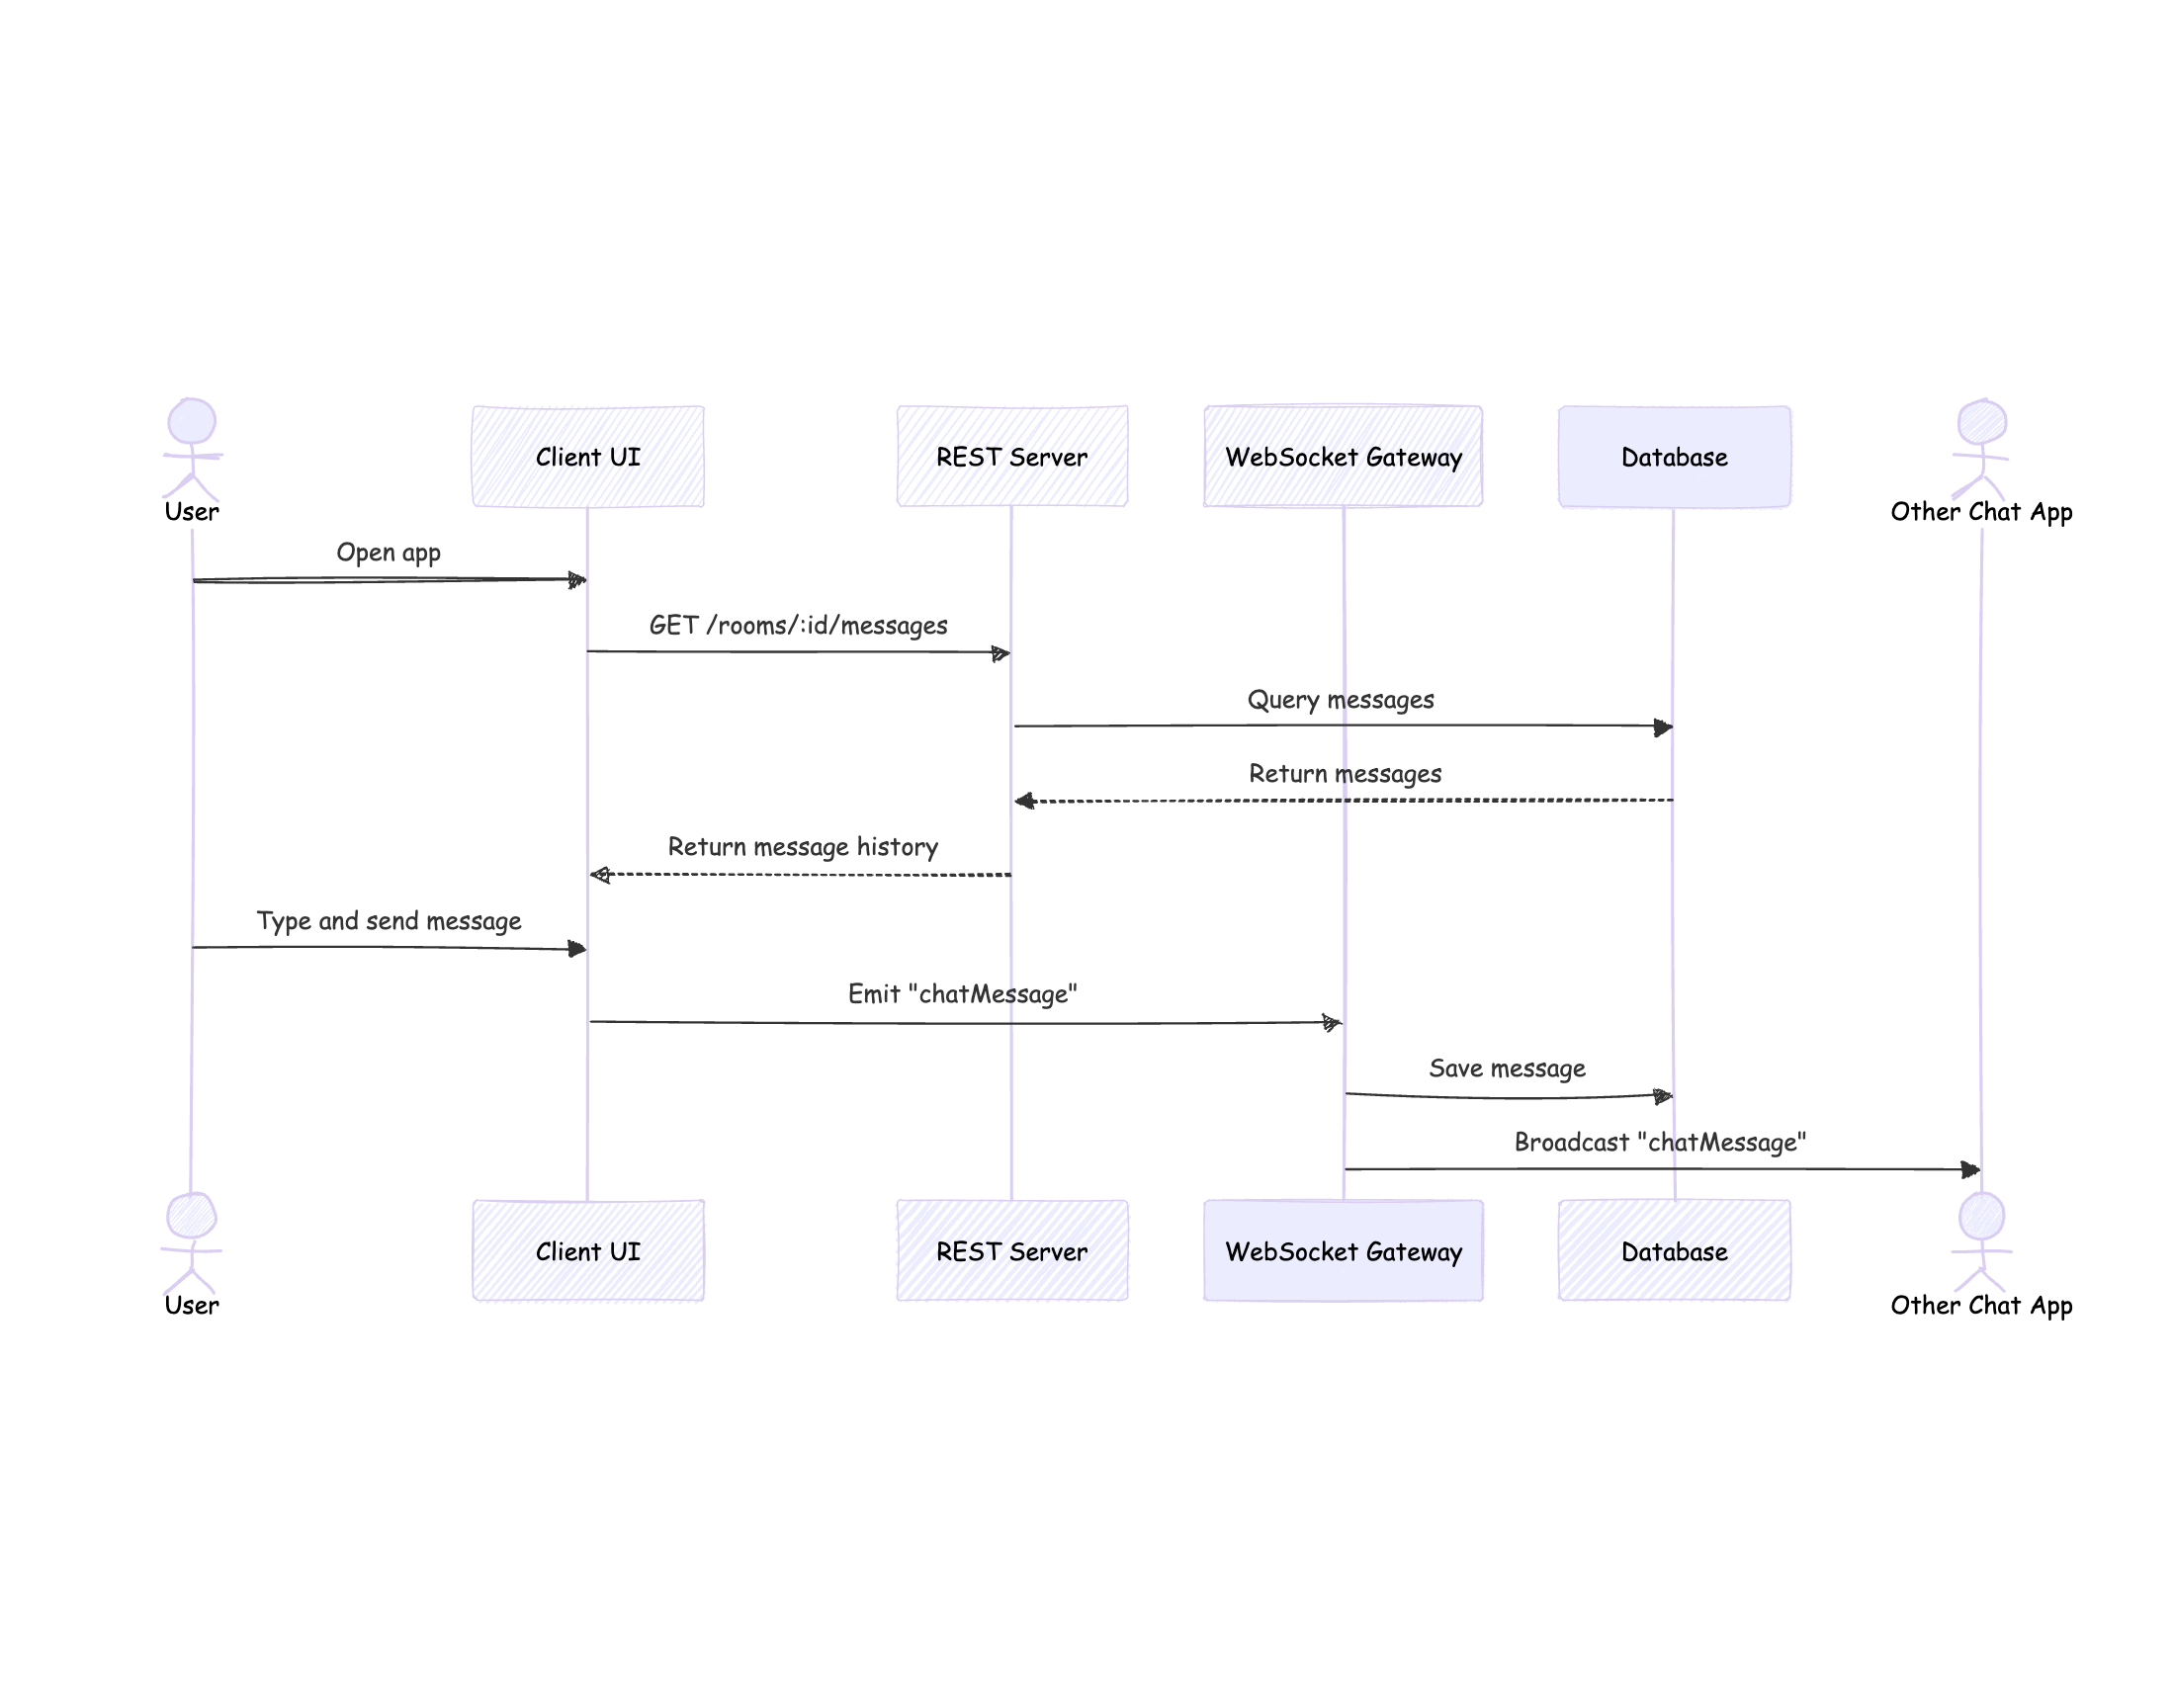 User
Client UI
REST Server
WebSocket Gateway
Database
Other Chat App
Open app
GET /rooms/:id/messages
Query messages
Return messages
Return message history
Type and send message
Emit "chatMessage"
Save message
Broadcast "chatMessage"
User
Client UI
REST Server
WebSocket Gateway
Database
Other Chat App